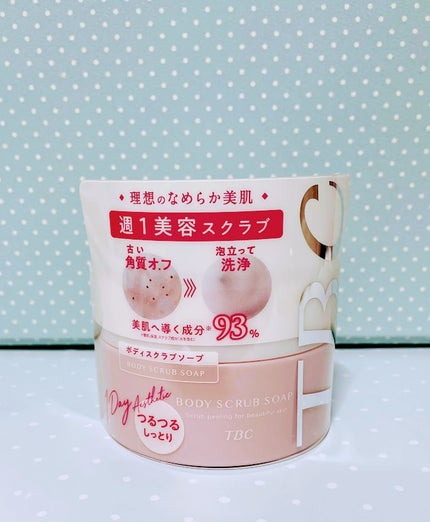 ◆ 理想のなめらか美肌 ◆
週1美容スクラブ
古い
角質オフ
泡立って
洗浄
美肌へ導く成分※93%
ボディスクラブソープ
BODY SCRUB SOAP
Day Aesthetic
つるつる
しっとり
BODY SCRUB SOAP
Scrub peeling for beautiful skin
TBC
TBC